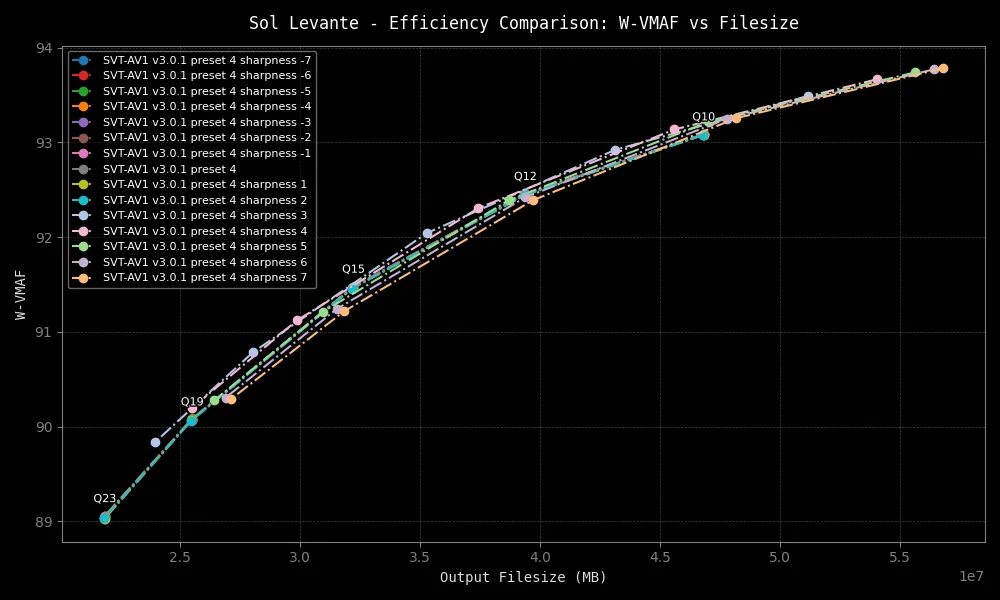 Sol Levante - Efficiency Comparison: W-VMAF vs Filesize
94
93
92
91
90
89
W-VMAF
SVT-AV1 v3.0.1 preset 4 sharpness -7
SVT-AV1 v3.0.1 preset 4 sharpness -6
SVT-AV1 v3.0.1 preset 4 sharpness -5
SVT-AV1 v3.0.1 preset 4 sharpness -4
SVT-AV1 v3.0.1 preset 4 sharpness -3
SVT-AV1 v3.0.1 preset 4 sharpness -2
SVT-AV1 v3.0.1 preset 4 sharpness -1
SVT-AV1 v3.0.1 preset 4
SVT-AV1 v3.0.1 preset 4 sharpness 1
SVT-AV1 v3.0.1 preset 4 sharpness 2
SVT-AV1 v3.0.1 preset 4 sharpness 3
SVT-AV1 v3.0.1 preset 4 sharpness 4
SVT-AV1 v3.0.1 preset 4 sharpness 5
SVT-AV1 v3.0.1 preset 4 sharpness 6
SVT-AV1 v3.0.1 preset 4 sharpness 7
Q10
Q12
Q15
Q19
Q23
2.5 3.0 3.5 4.0 4.5 5.0 5.5
1e7
Output Filesize (MB)